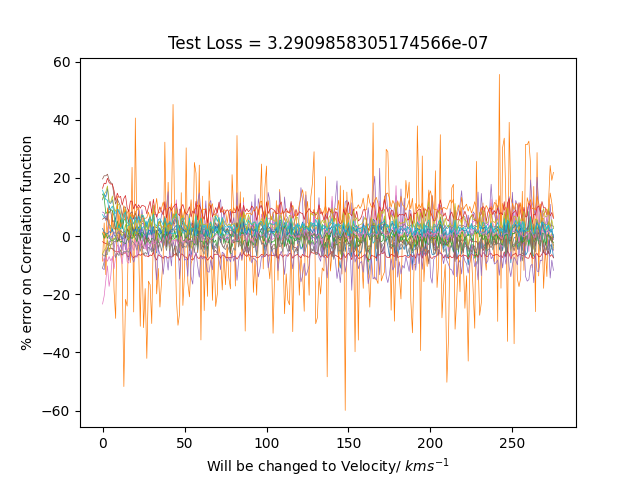 Test Loss = 3.2909858305174566e-07
60
40
20
0
−20
−40
−60
% error on Correlation function
0 50 100 150 200 250
Will be changed to Velocity/ kms⁻¹